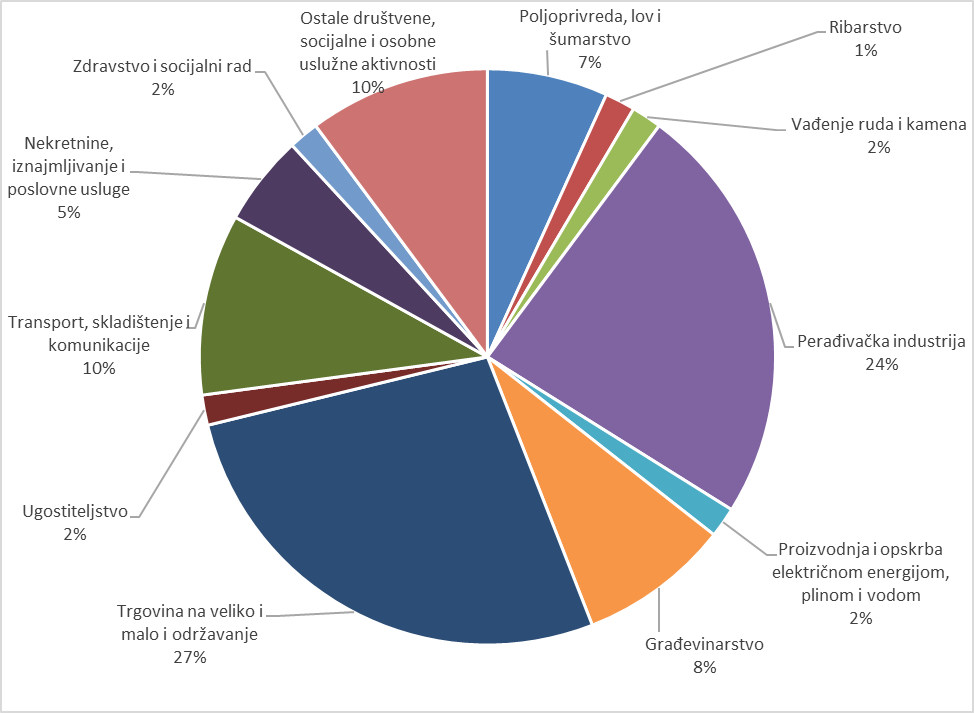 Ostale društvene,
socijalne i osobne
uslužne aktivnosti
10%
Poljoprivreda, lov i
šumarstvo
7%
Ribarstvo
1%
Vađenje ruda i kamena
2%
Perađivačka industrija
24%
Proizvodnja i opskrba
električnom energijom,
plinom i vodom
2%
Građevinarstvo
8%
Trgovina na veliko i
malo i održavanje
27%
Ugostiteljstvo
2%
Transport, skladištenje i
komunikacije
10%
Nekretnine,
iznajmljivanje i
poslovne usluge
5%
Zdravstvo i socijalni rad
2%